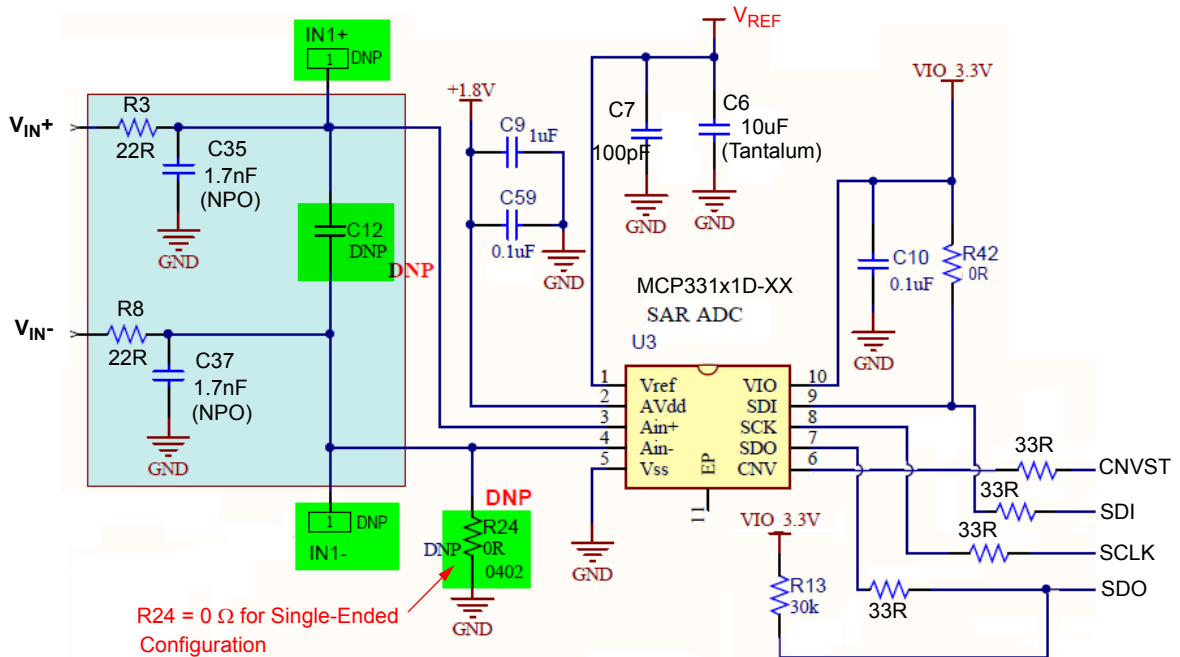 IN1+
1 DNP
V_IN+
R3
22R
C35
1.7nF
(NPO)
GND
C12
DNP
DNP
V_IN-
R8
22R
C37
1.7nF
(NPO)
GND
1 DNP
IN1-
+1.8V
C9
1uF
C59
0.1uF
GND
V_REF
C7
100pF
C6
10uF
(Tantalum)
GND
GND
VIO_3.3V
C10
0.1uF
GND
R42
0R
MCP331x1D-XX
SAR ADC
U3
1 Vref VIO 10
2 AVdd SDI 9
3 Ain+ SCK 8
4 Ain- SDO 7
5 Vss CNV 6
EP
11
GND
DNP
DNP
R24
0R
0402
GND
R24 = 0 Ω for Single-Ended
Configuration
33R
CNVST
33R
SDI
33R
SCLK
33R
SDO
VIO_3.3V
R13
30k